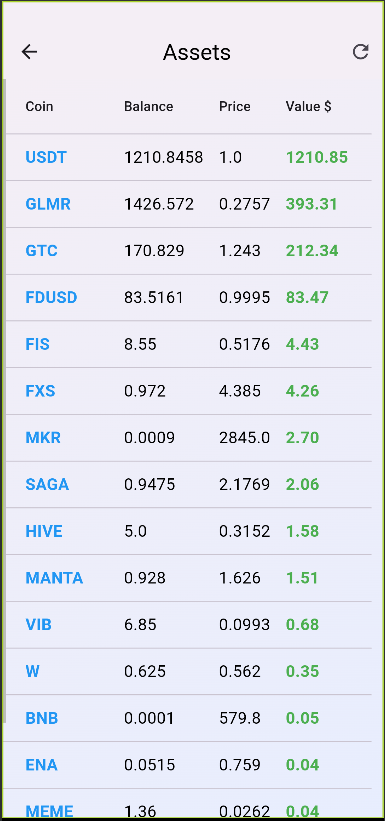 Assets
Coin Balance Price Value $
USDT 1210.8458 1.0 1210.85
GLMR 1426.572 0.2757 393.31
GTC 170.829 1.243 212.34
FDUSD 83.5161 0.9995 83.47
FIS 8.55 0.5176 4.43
FXS 0.972 4.385 4.26
MKR 0.0009 2845.0 2.70
SAGA 0.9475 2.1769 2.06
HIVE 5.0 0.3152 1.58
MANTA 0.928 1.626 1.51
VIB 6.85 0.0993 0.68
W 0.625 0.562 0.35
BNB 0.0001 579.8 0.05
ENA 0.0515 0.759 0.04
MEME 1.36 0.0262 0.04